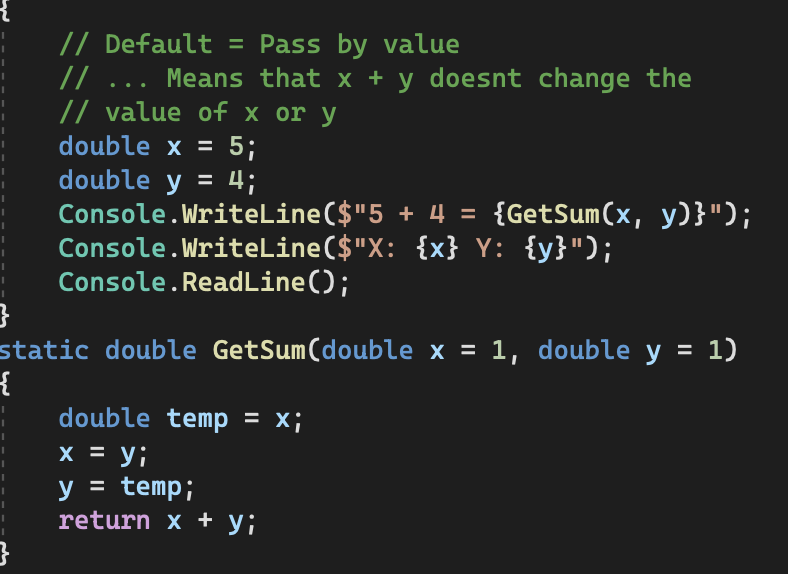 {
// Default = Pass by value
// ... Means that x + y doesnt change the
// value of x or y
double x = 5;
double y = 4;
Console.WriteLine($"5 + 4 = {GetSum(x, y)}");
Console.WriteLine($"X: {x} Y: {y}");
Console.ReadLine();
}
static double GetSum(double x = 1, double y = 1)
{
double temp = x;
x = y;
y = temp;
return x + y;
}